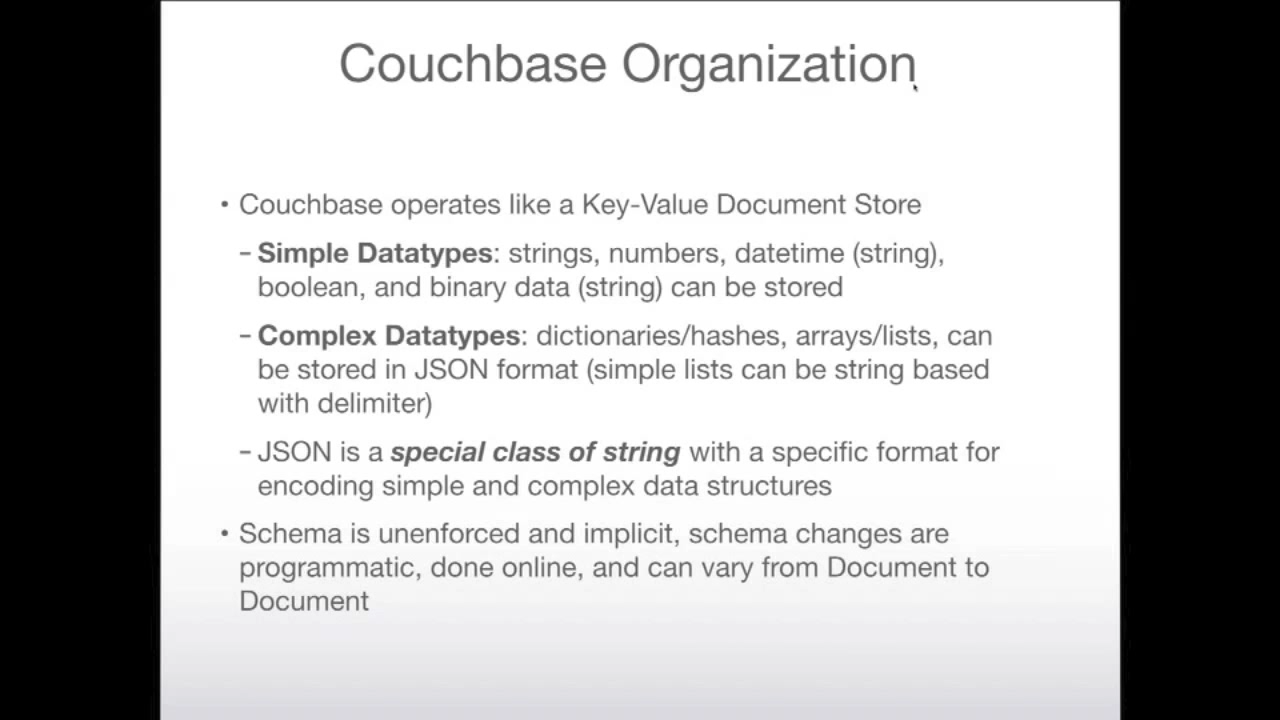 Couchbase Organization
• Couchbase operates like a Key-Value Document Store
– Simple Datatypes: strings, numbers, datetime (string),
boolean, and binary data (string) can be stored
– Complex Datatypes: dictionaries/hashes, arrays/lists, can
be stored in JSON format (simple lists can be string based
with delimiter)
– JSON is a special class of string with a specific format for
encoding simple and complex data structures
• Schema is unenforced and implicit, schema changes are
programmatic, done online, and can vary from Document to
Document